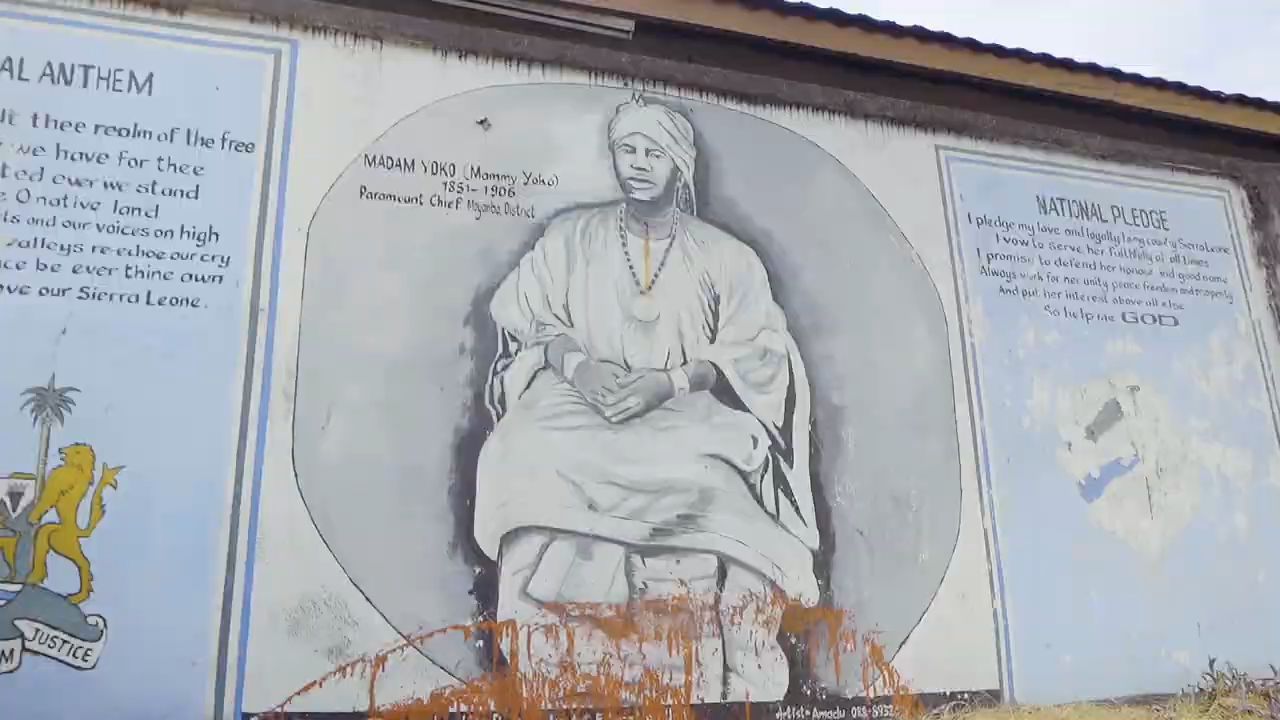 AL ANTHEM
thee realm of the free
we have for thee
ted ever we stand
O native land
ts and our voices on high
valleys re-echoe our cry
ce be ever thine own
ove our Sierra Leone.
JUSTICE
M
MADAM YOKO (Mammy Yoko)
1851-1906
Paramount Chief Moyamba District
NATIONAL PLEDGE
I pledge my love and loyalty to my country Sierra Leone
I vow to serve her faithfully at all times
I promise to defend her honour and good name
Always work for her unity peace freedom and prosperity
And put her interest above all else
So help me GOD
Artist= Amadu 088-8932